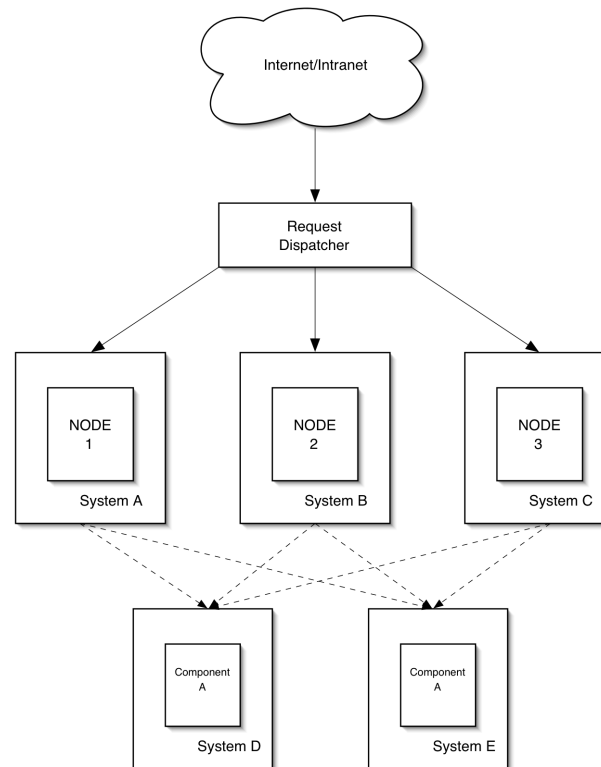 Internet/Intranet
Request
Dispatcher
NODE
1
System A
NODE
2
System B
NODE
3
System C
Component
A
System D
Component
A
System E